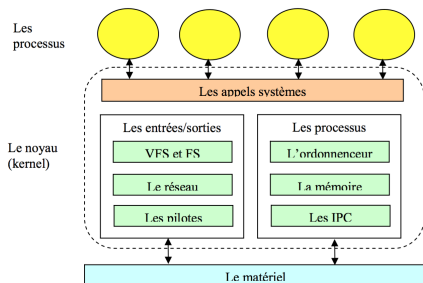 Les
processus
Les appels systèmes
Le noyau
(kernel)
Les entrées/sorties
VFS et FS
Le réseau
Les pilotes
Les processus
L'ordonnenceur
La mémoire
Les IPC
Le matériel